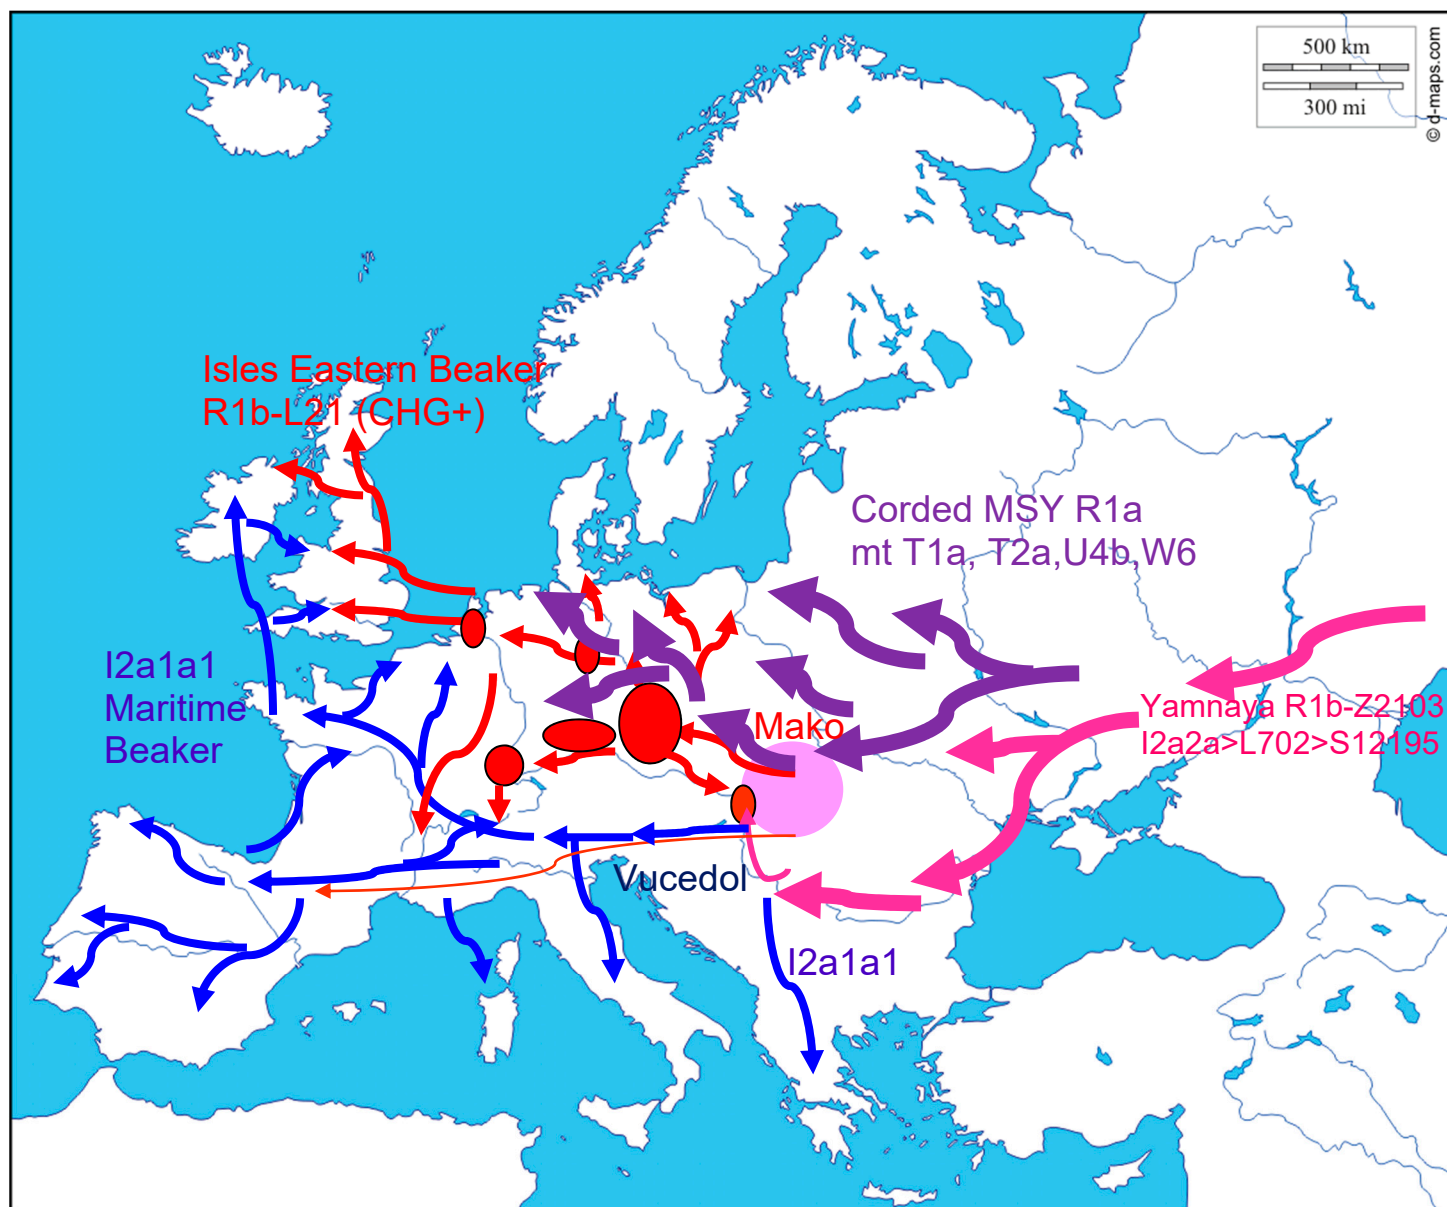 500 km
300 mi
© d-maps.com
Isles Eastern Beaker
R1b-L21 (CHG+)
Corded MSY R1a
mt T1a, T2a,U4b,W6
I2a1a1
Maritime
Beaker
Yamnaya R1b-Z2103
I2a2a>L702>S12195
Mako
Vucedol
I2a1a1